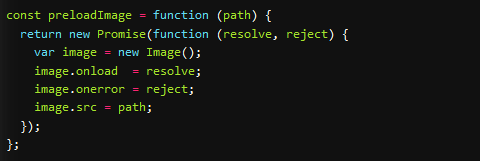 const preloadImage = function (path) {
  return new Promise(function (resolve, reject) {
    var image = new Image();
    image.onload  = resolve;
    image.onerror = reject;
    image.src = path;
  });
};